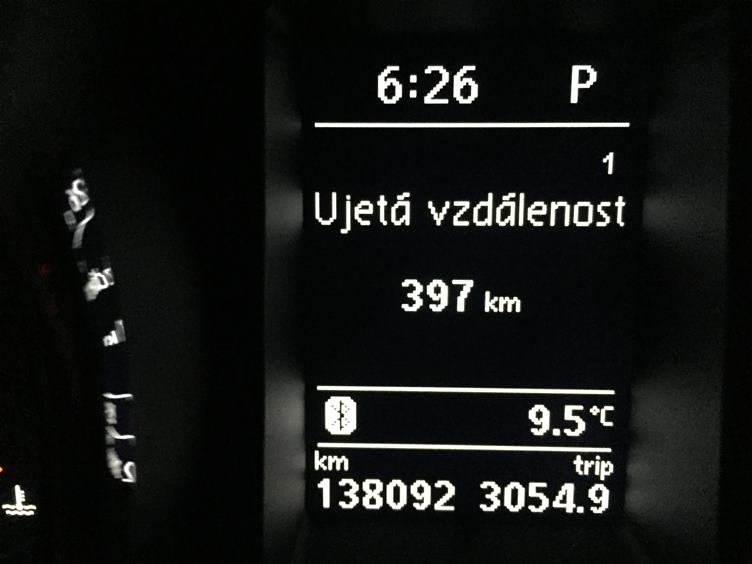 6:26 P
1
Ujetá vzdálenost
397 km
9.5°C
km trip
138092 3054.9